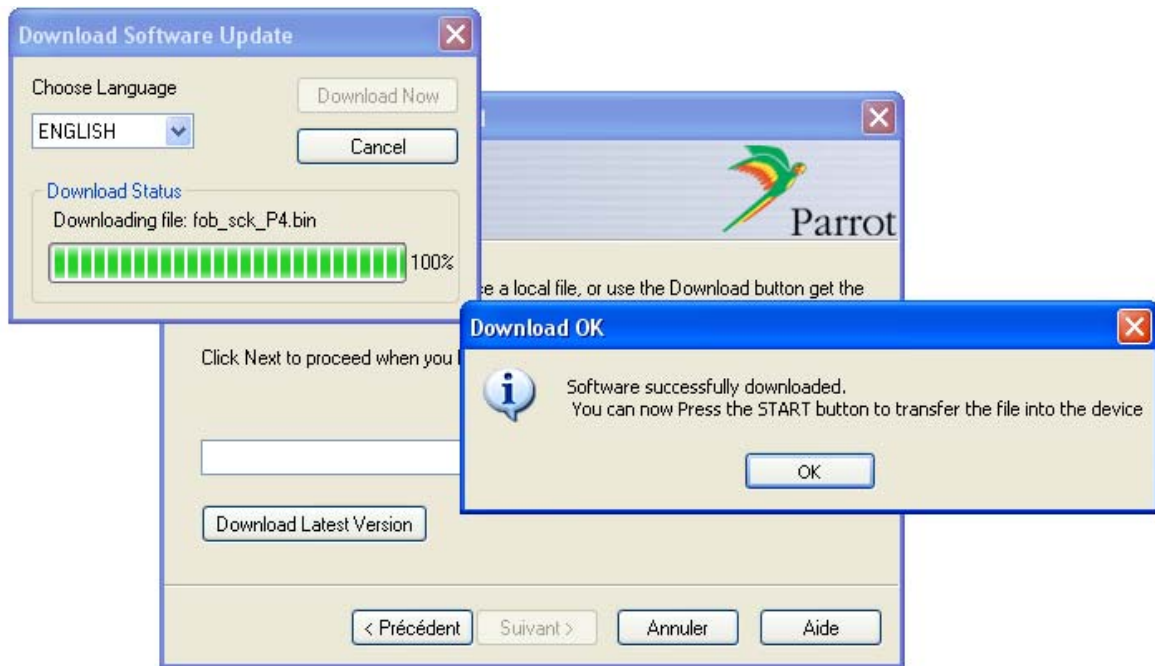 Download Software Update
Choose Language
Download Now
ENGLISH
Cancel
Download Status
Downloading file: fob_sck_P4.bin
100%
Parrot
a local file, or use the Download button get the
Click Next to proceed when you
Download OK
Software successfully downloaded.
You can now Press the START button to transfer the file into the device
OK
Download Latest Version
< Précédent
Suivant >
Annuler
Aide